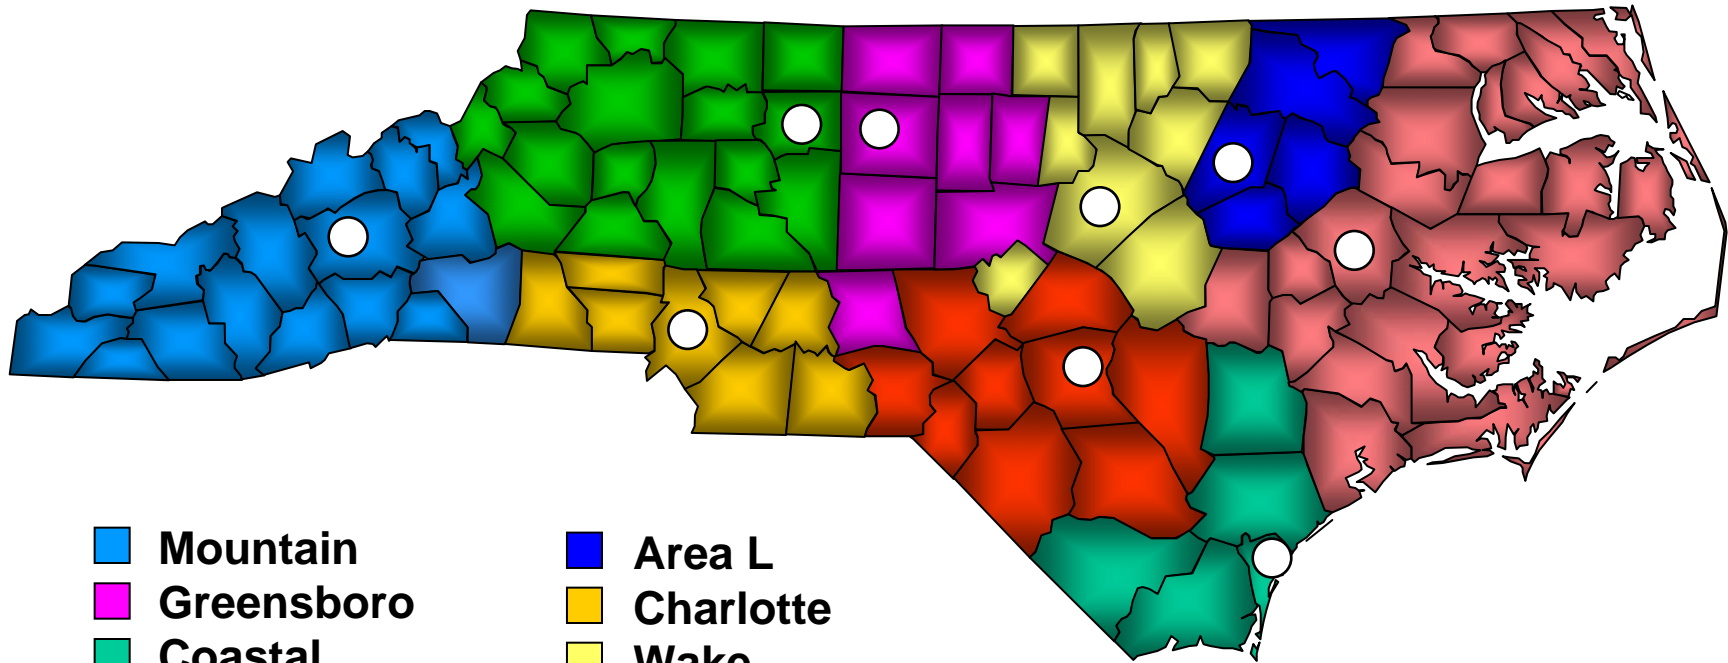 Mountain
Greensboro
Coastal
Area L
Charlotte
Wake